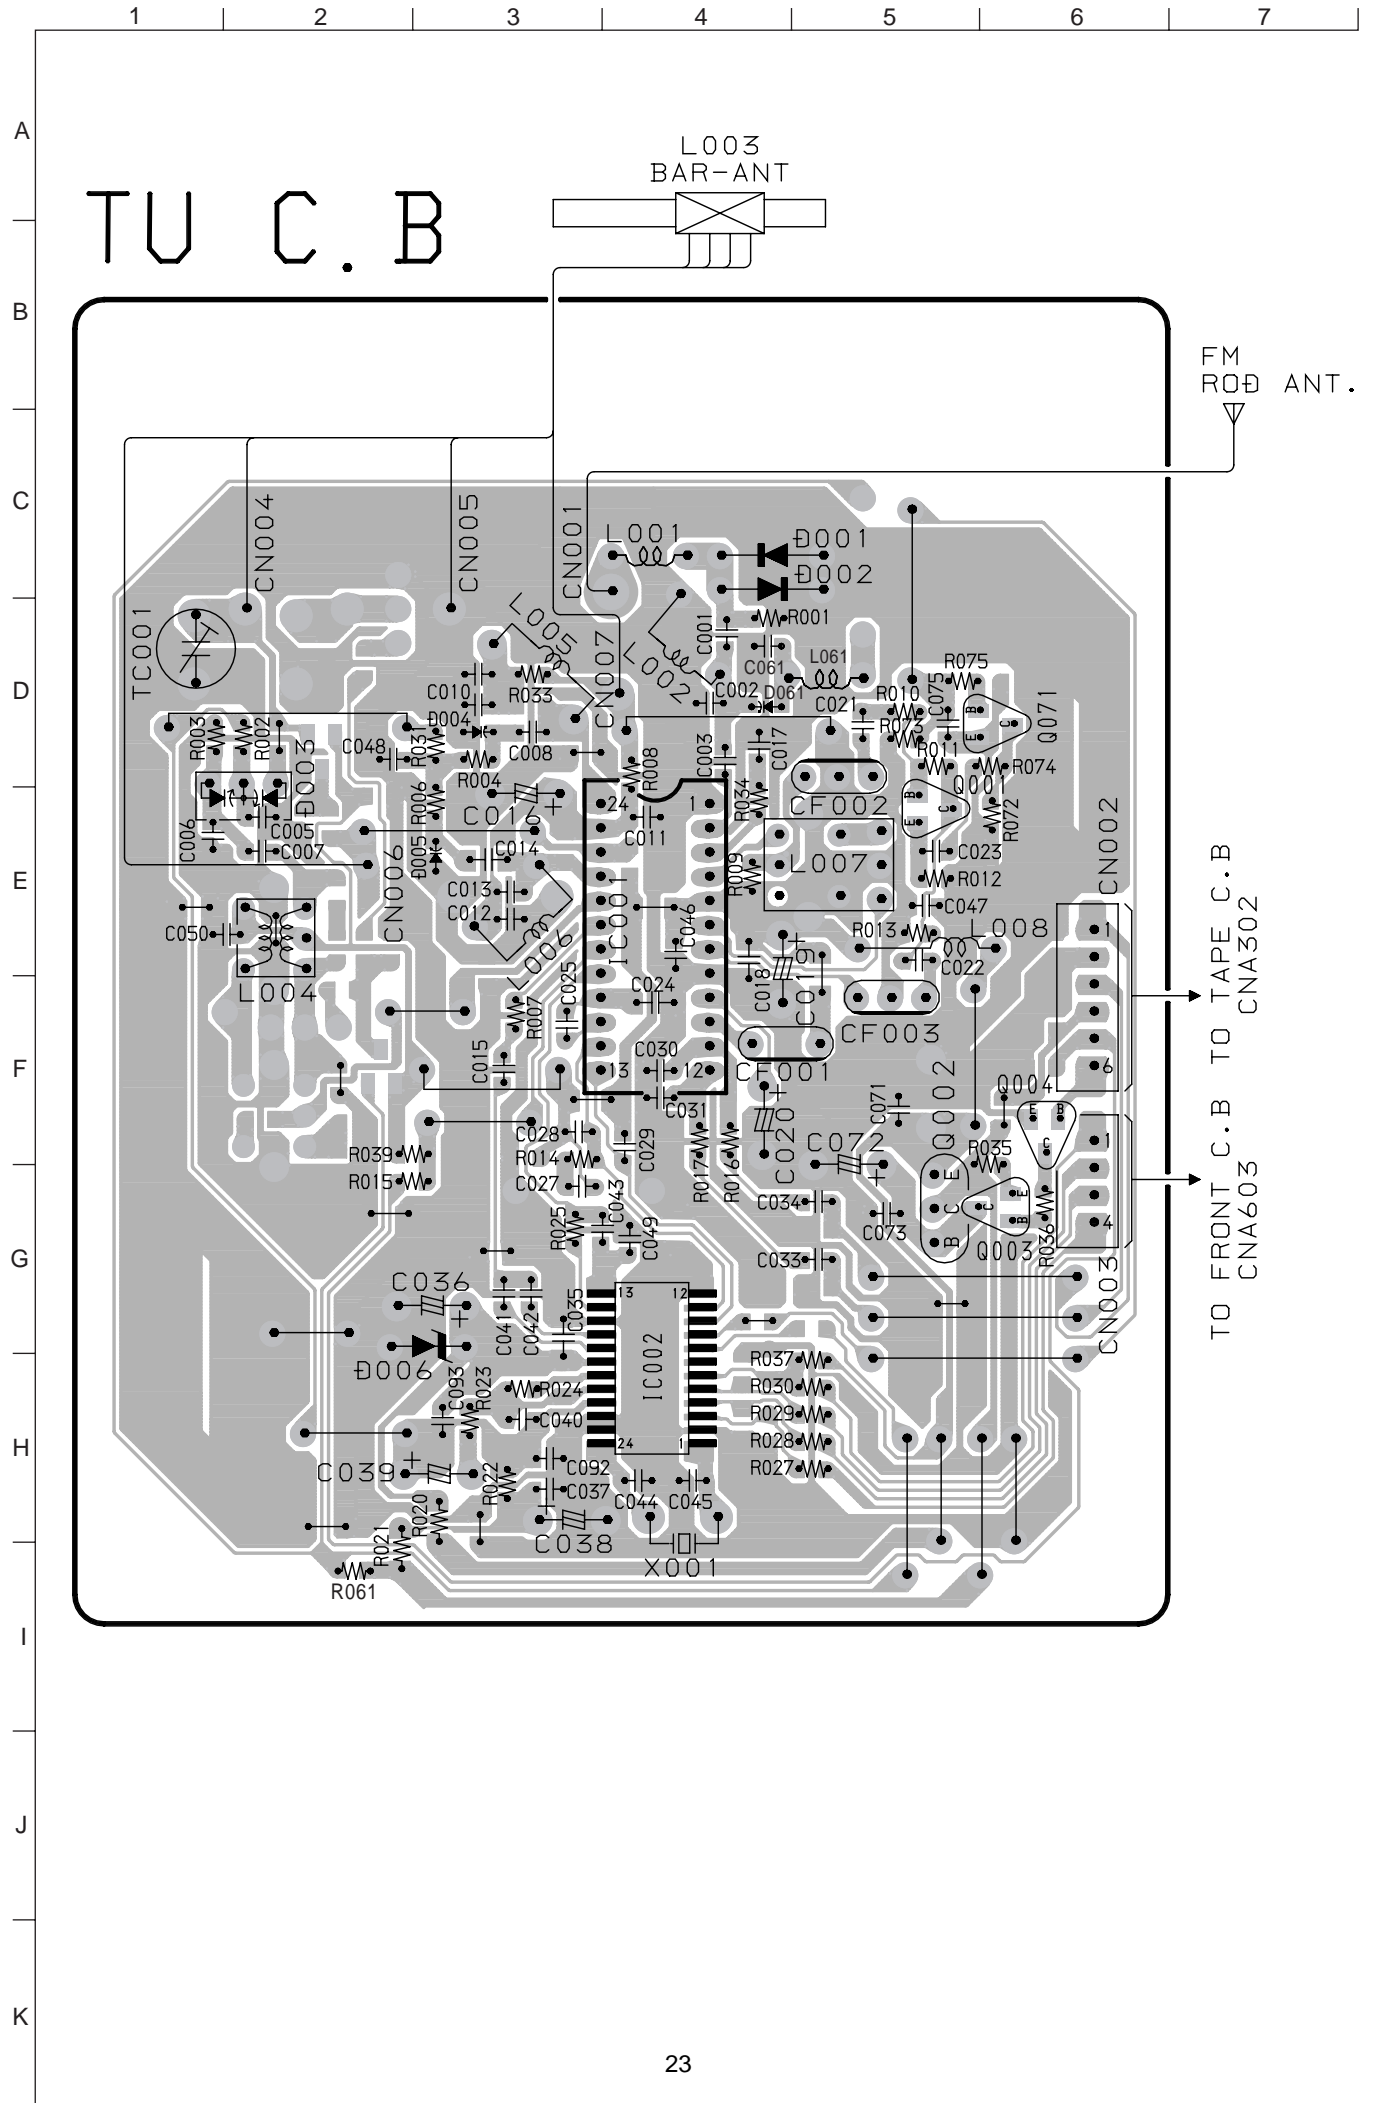 1 2 3 4 5 6 7
A
L003
BAR-ANT
TU C.B
B
FM
ROD ANT.
C
CN004
CN005
CN001
L001
D001
D002
TC001
L005
CN007
L002
C001
R001
C061
L061
D
C010
R033
C002
D061
C021
R010
C075
R075
Q071
R003
R002
D003
C048
R031
D004
R004
C008
R008
C003
C017
R073
R011
Q001
R074
R006
C016
+
24
1
R034
CF002
R072
C006
C005
C007
CN006
D005
C014
C011
R009
L007
C023
CN002
E
C013
C012
R012
C047
C050
L006
IC001
C046
R013
L008
1
C022
L004
C025
C024
C018
C019
+
R007
CF003
TO TAPE C.B
CNA302
F
C015
C030
13
12
CF001
6
C031
+
C020
C071
Q002
Q004
E B
C
C028
C029
R039
R014
R017
R016
C072
+
R035
1
R015
C027
C043
C034
E
C
B
C
E
B
R036
4
TO FRONT C.B
CNA603
G
R025
C049
C073
Q003
C033
C036
+
C041
C042
C035
13
12
IC002
CN003
D006
R037
C093
R023
R024
R030
C040
R029
H
24
1
R028
C039
+
R022
C092
R027
C037
C044
C045
R020
+
C038
R021
X001
R061
I
J
K
23
B
C
E
B
C
E